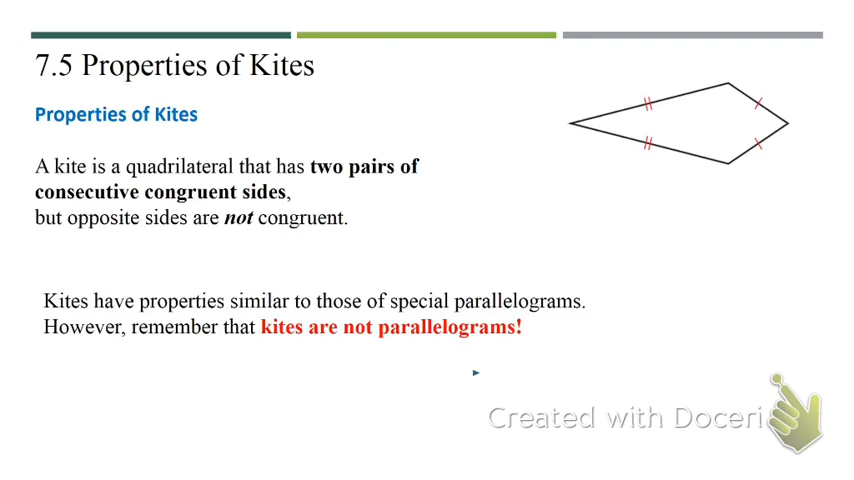 7.5 Properties of Kites
Properties of Kites
A kite is a quadrilateral that has two pairs of
consecutive congruent sides,
but opposite sides are not congruent.
Kites have properties similar to those of special parallelograms.
However, remember that kites are not parallelograms!
Created with Doceri